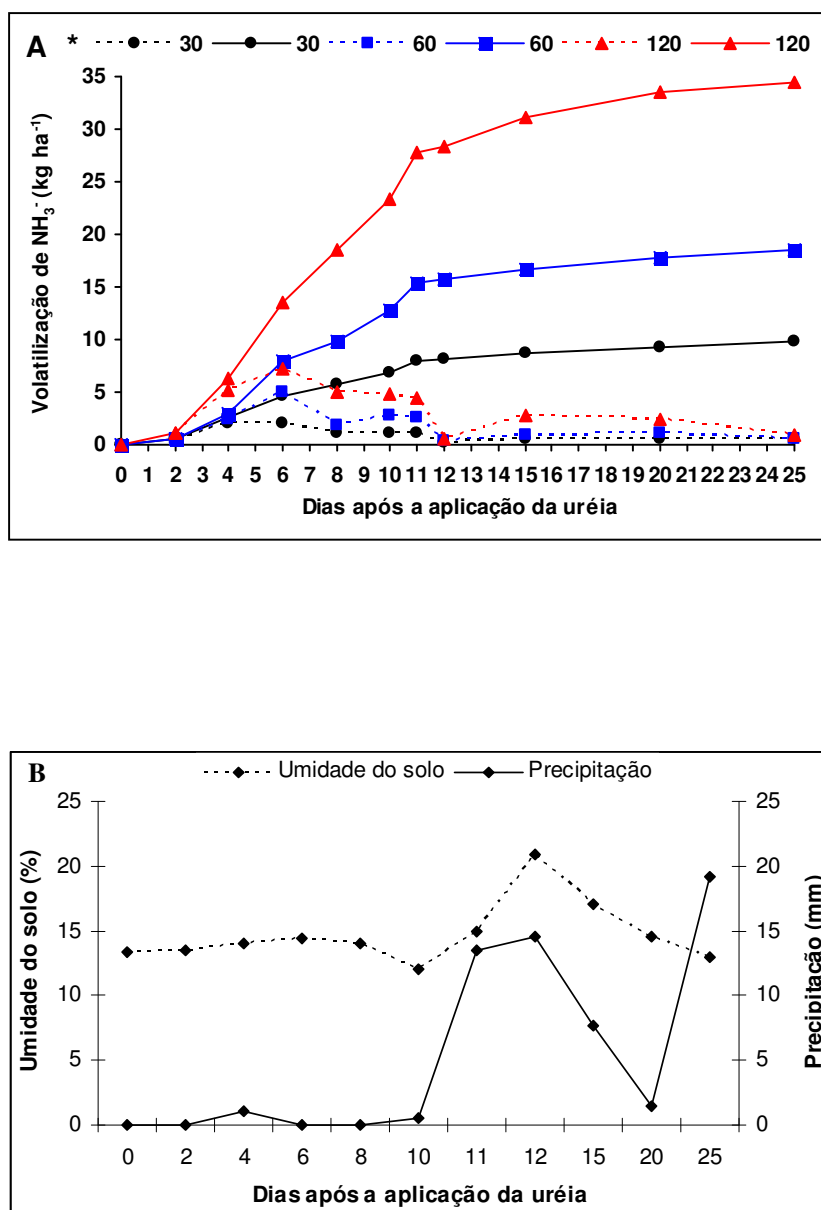 A * 30 30 60 60 120 120
35
30
25
20
15
10
5
0
Volatilização de NH₃⁻ (kg ha⁻¹)
0 1 2 3 4 5 6 7 8 9 10 11 12 13 14 15 16 17 18 19 20 21 22 23 24 25
Dias após a aplicação da uréia
B Umidade do solo Precipitação
25 25
20 20
15 15
10 10
5 5
0 0
Umidade do solo (%)
Precipitação (mm)
0 2 4 6 8 10 11 12 15 20 25
Dias após a aplicação da uréia